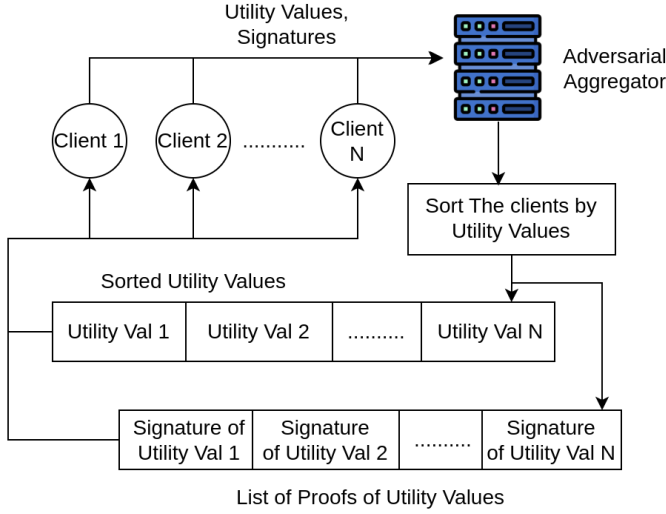 Utility Values,
Signatures
Adversarial
Aggregator
Client 1
Client 2
...........
Client
N
Sort The clients by
Utility Values
Sorted Utility Values
Utility Val 1
Utility Val 2
..........
Utility Val N
Signature of
Utility Val 1
Signature
of Utility Val 2
..........
Signature
of Utility Val N
List of Proofs of Utility Values